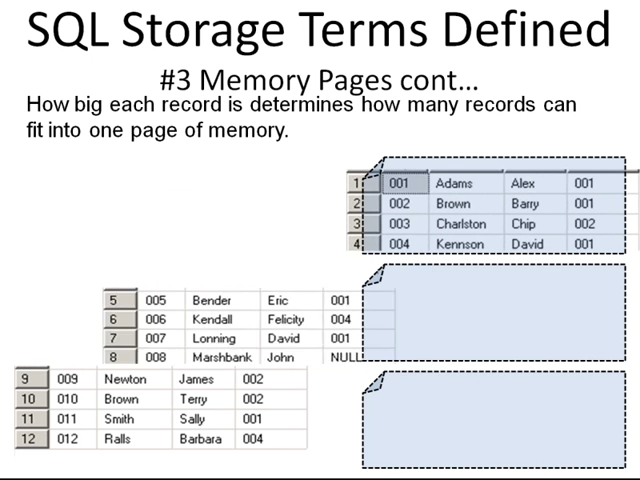 SQL Storage Terms Defined
#3 Memory Pages cont...
How big each record is determines how many records can
fit into one page of memory.
1 001 Adams Alex 001
2 002 Brown Barry 001
3 003 Charlston Chip 002
4 004 Kennson David 001
5 005 Bender Eric 001
6 006 Kendall Felicity 004
7 007 Lonning David 001
8 008 Marshbank John NULL
9 009 Newton James 002
10 010 Brown Terry 002
11 011 Smith Sally 001
12 012 Ralls Barbara 004